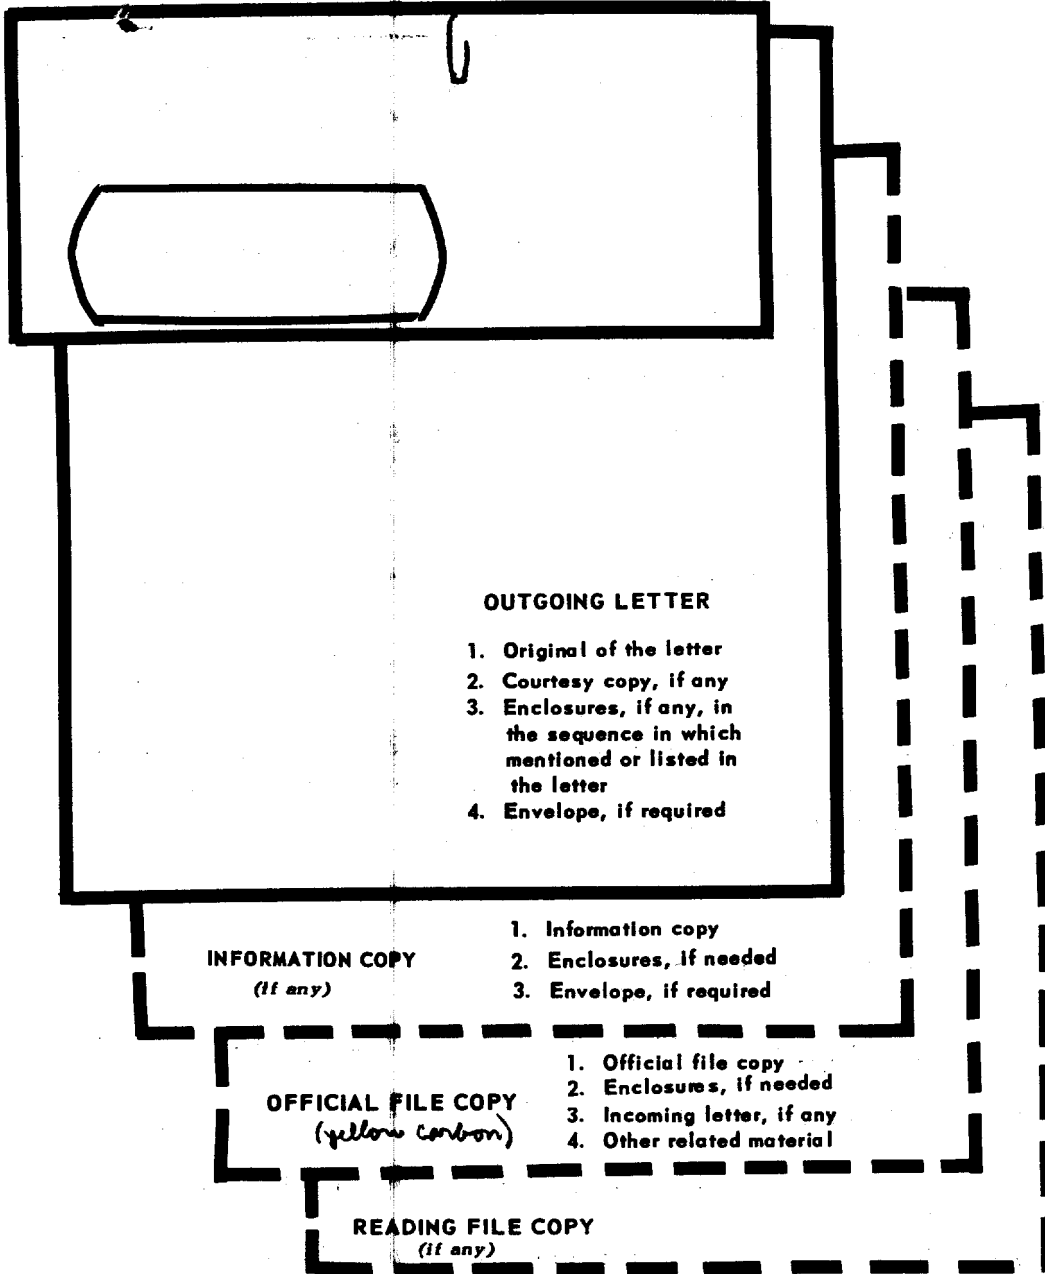 OUTGOING LETTER
1. Original of the letter
2. Courtesy copy, if any
3. Enclosures, if any, in
the sequence in which
mentioned or listed in
the letter
4. Envelope, if required
INFORMATION COPY
(if any)
1. Information copy
2. Enclosures, if needed
3. Envelope, if required
OFFICIAL FILE COPY
(yellow carbon)
1. Official file copy
2. Enclosures, if needed
3. Incoming letter, if any
4. Other related material
READING FILE COPY
(if any)